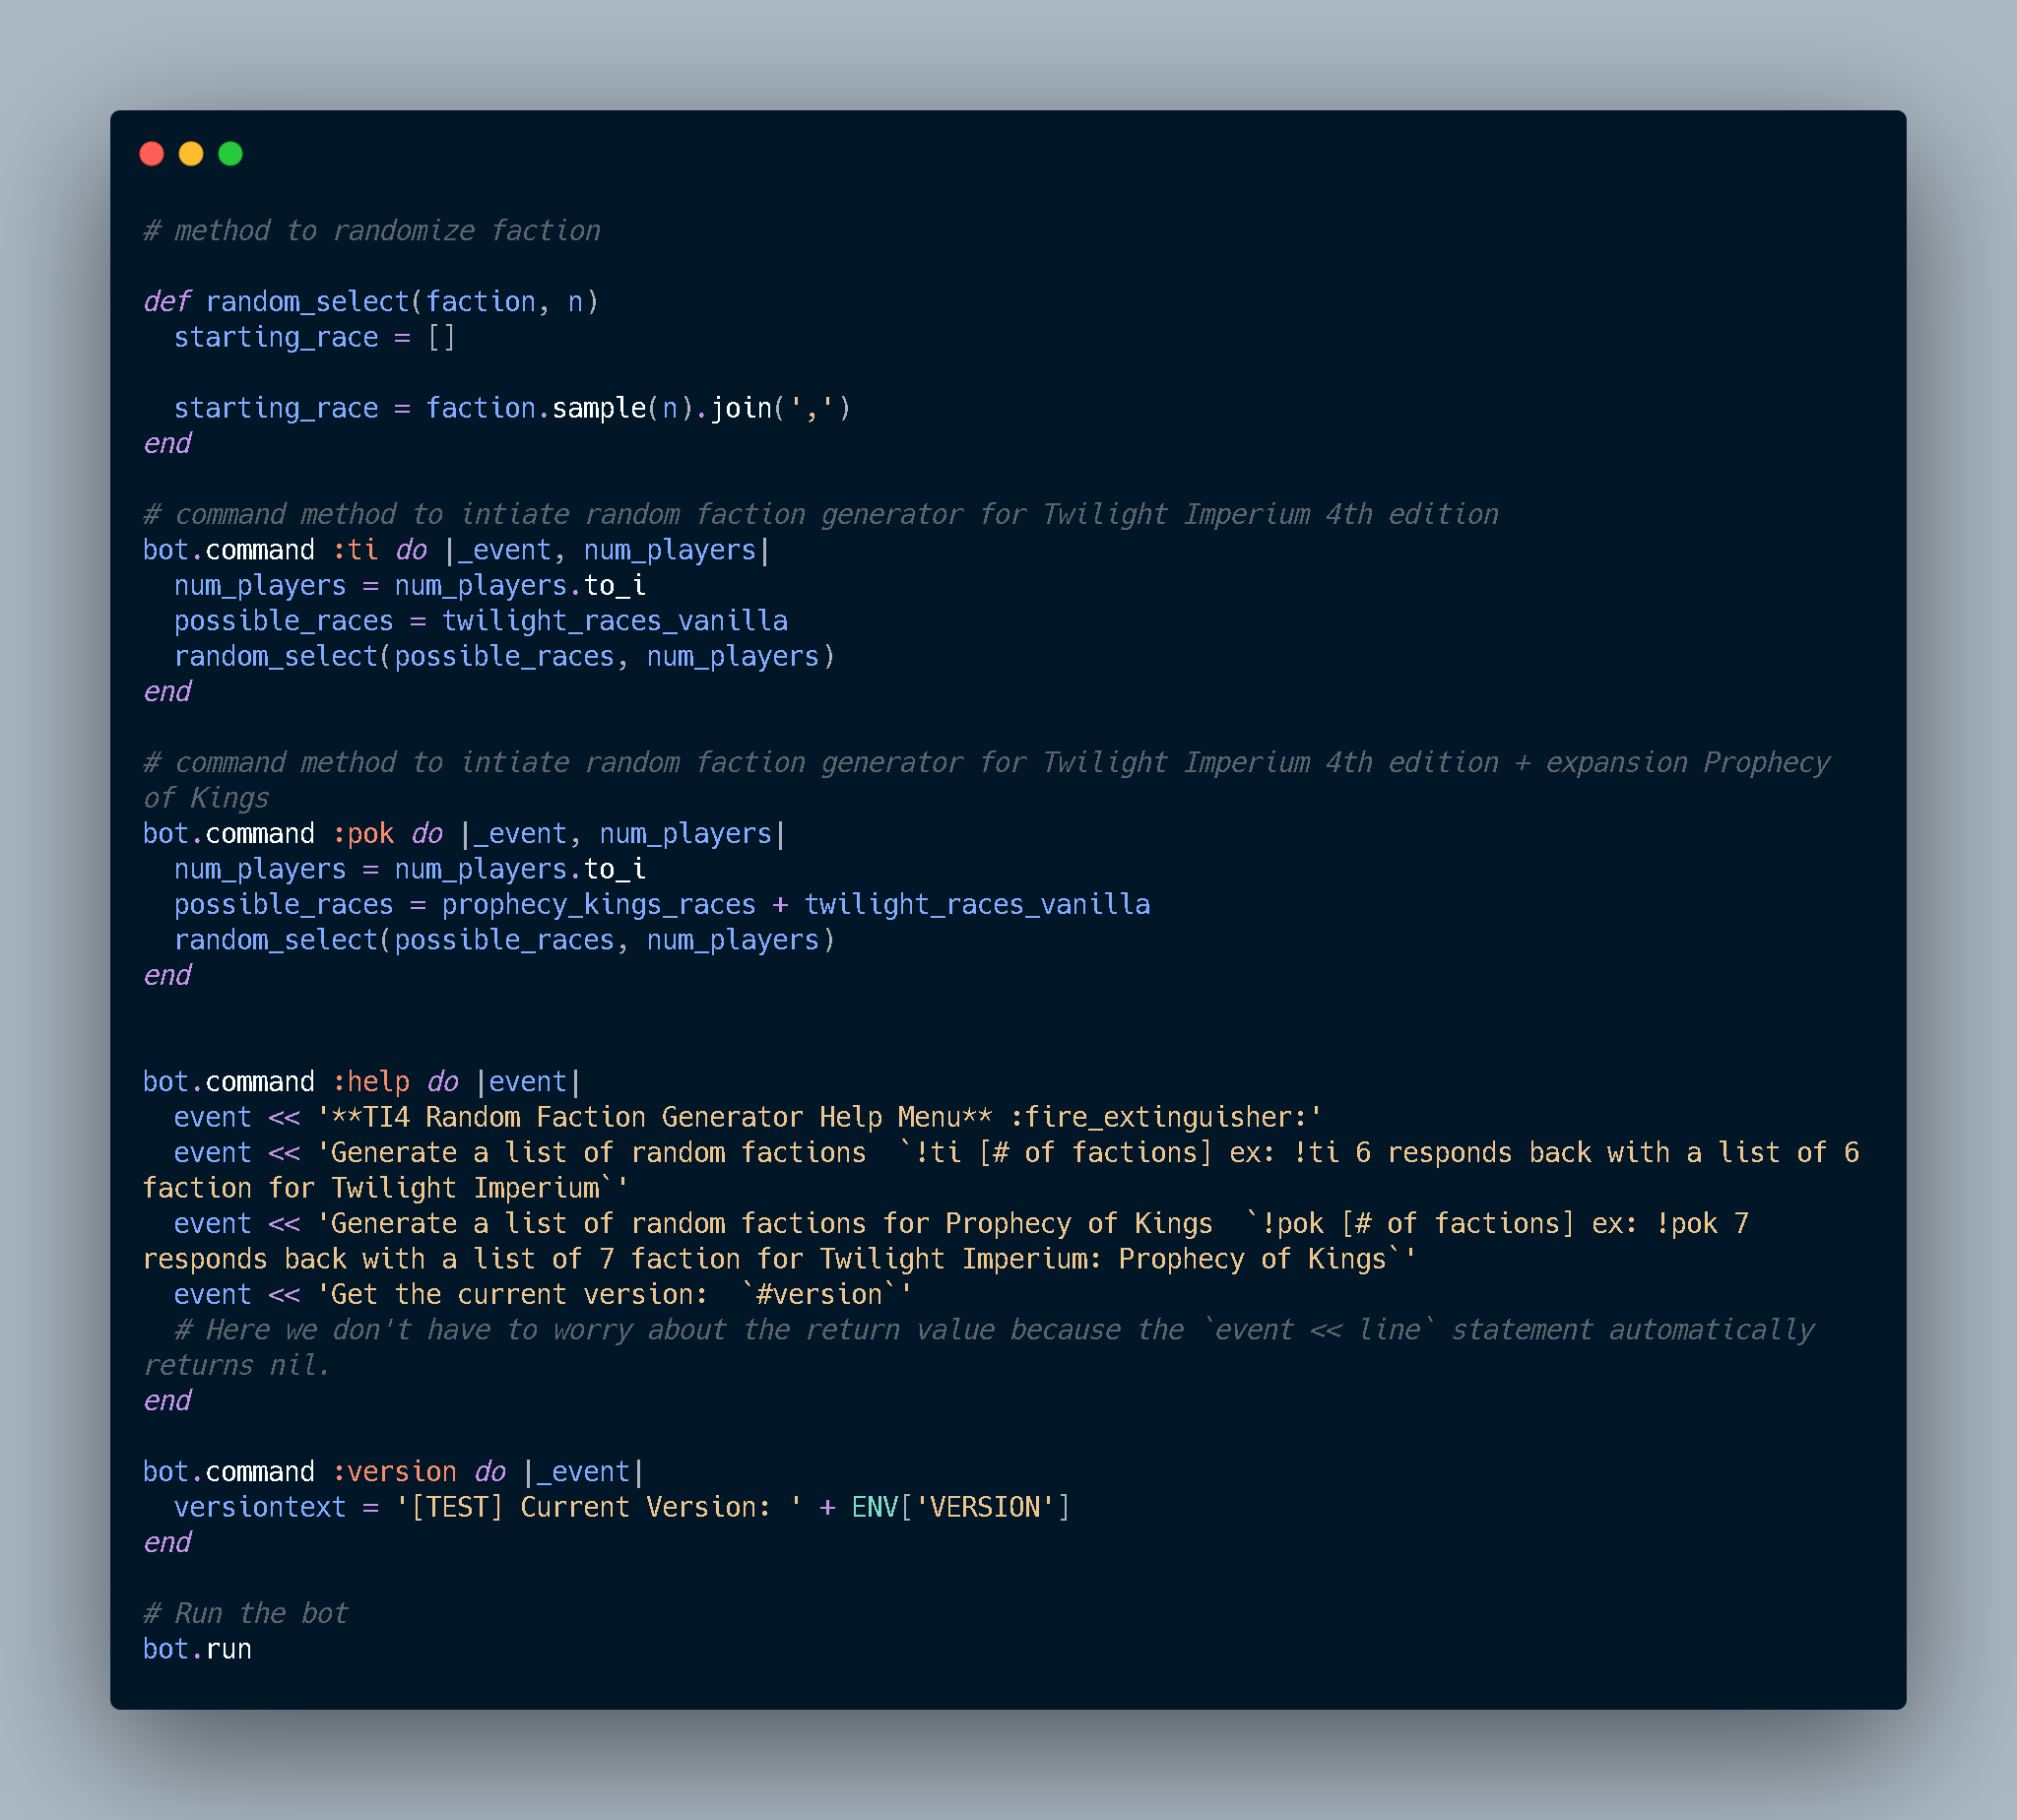 # method to randomize faction

def random_select(faction, n)
  starting_race = []

  starting_race = faction.sample(n).join(',')
end

# command method to intiate random faction generator for Twilight Imperium 4th edition
bot.command :ti do |_event, num_players|
  num_players = num_players.to_i
  possible_races = twilight_races_vanilla
  random_select(possible_races, num_players)
end

# command method to intiate random faction generator for Twilight Imperium 4th edition + expansion Prophecy
of Kings
bot.command :pok do |_event, num_players|
  num_players = num_players.to_i
  possible_races = prophecy_kings_races + twilight_races_vanilla
  random_select(possible_races, num_players)
end


bot.command :help do |event|
  event << '**TI4 Random Faction Generator Help Menu** :fire_extinguisher:'
  event << 'Generate a list of random factions  `!ti [# of factions] ex: !ti 6 responds back with a list of 6
faction for Twilight Imperium`'
  event << 'Generate a list of random factions for Prophecy of Kings  `!pok [# of factions] ex: !pok 7
responds back with a list of 7 faction for Twilight Imperium: Prophecy of Kings`'
  event << 'Get the current version:  `#version`'
  # Here we don't have to worry about the return value because the `event << line` statement automatically
returns nil.
end

bot.command :version do |_event|
  versiontext = '[TEST] Current Version: ' + ENV['VERSION']
end

# Run the bot
bot.run